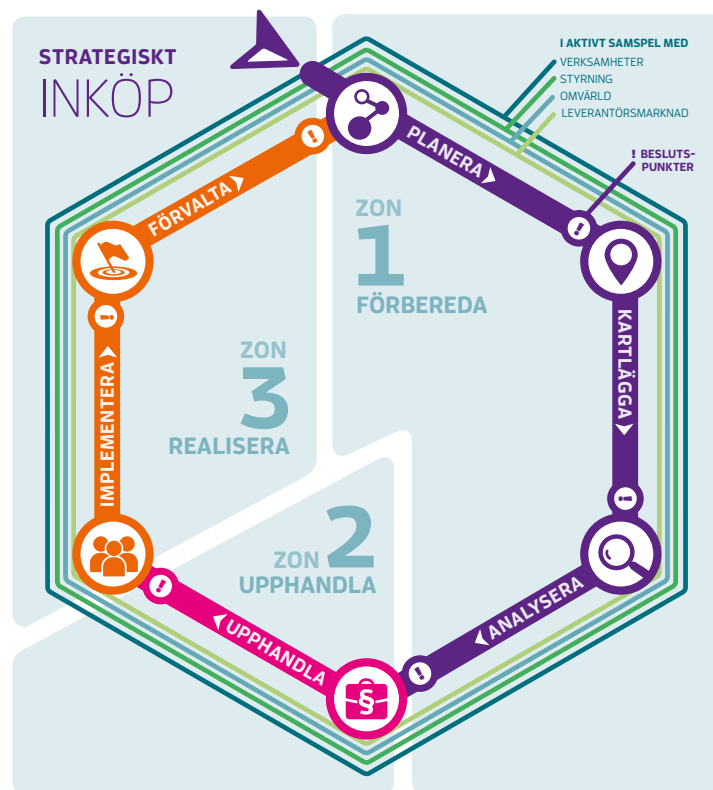 STRATEGISKT
INKÖP
I AKTIVT SAMSPEL MED
VERKSAMHETER
STYRNING
OMVÄRLD
LEVERANTÖRSMARKNAD
! BESLUTS-
PUNKTER
!
PLANERA
!
FÖRVALTA
ZON
1
FÖRBEREDA
KARTLÄGGA
!
ZON
3
REALISERA
IMPLEMENTERA
!
ZON 2
UPPHANDLA
ANALYSERA
!
UPPHANDLA
!
§